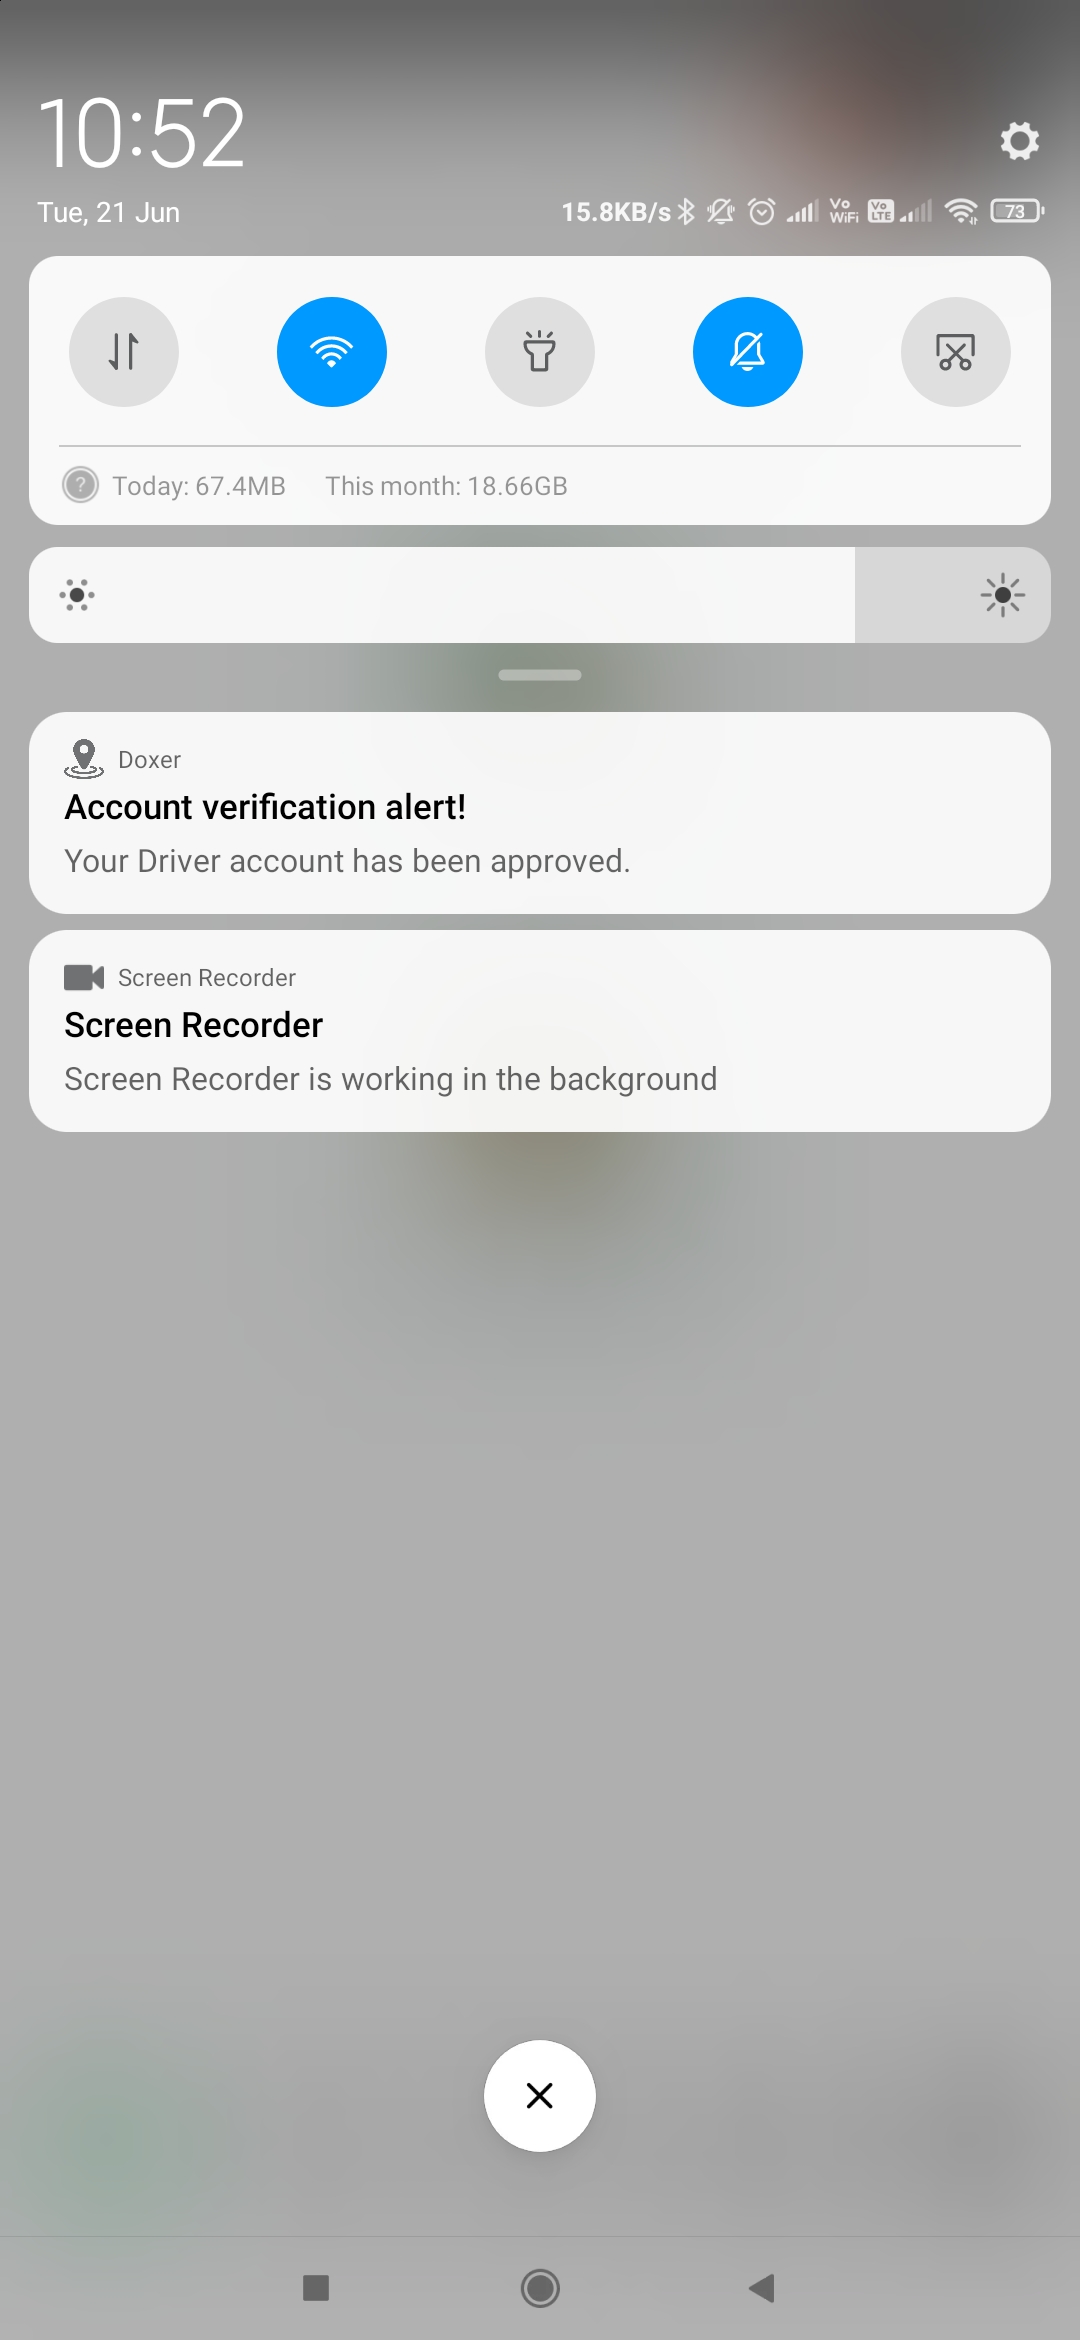 10:52
Tue, 21 Jun
15.8KB/s Vo WiFi Vo LTE 73
? Today: 67.4MB This month: 18.66GB
Doxer
Account verification alert!
Your Driver account has been approved.
Screen Recorder
Screen Recorder
Screen Recorder is working in the background